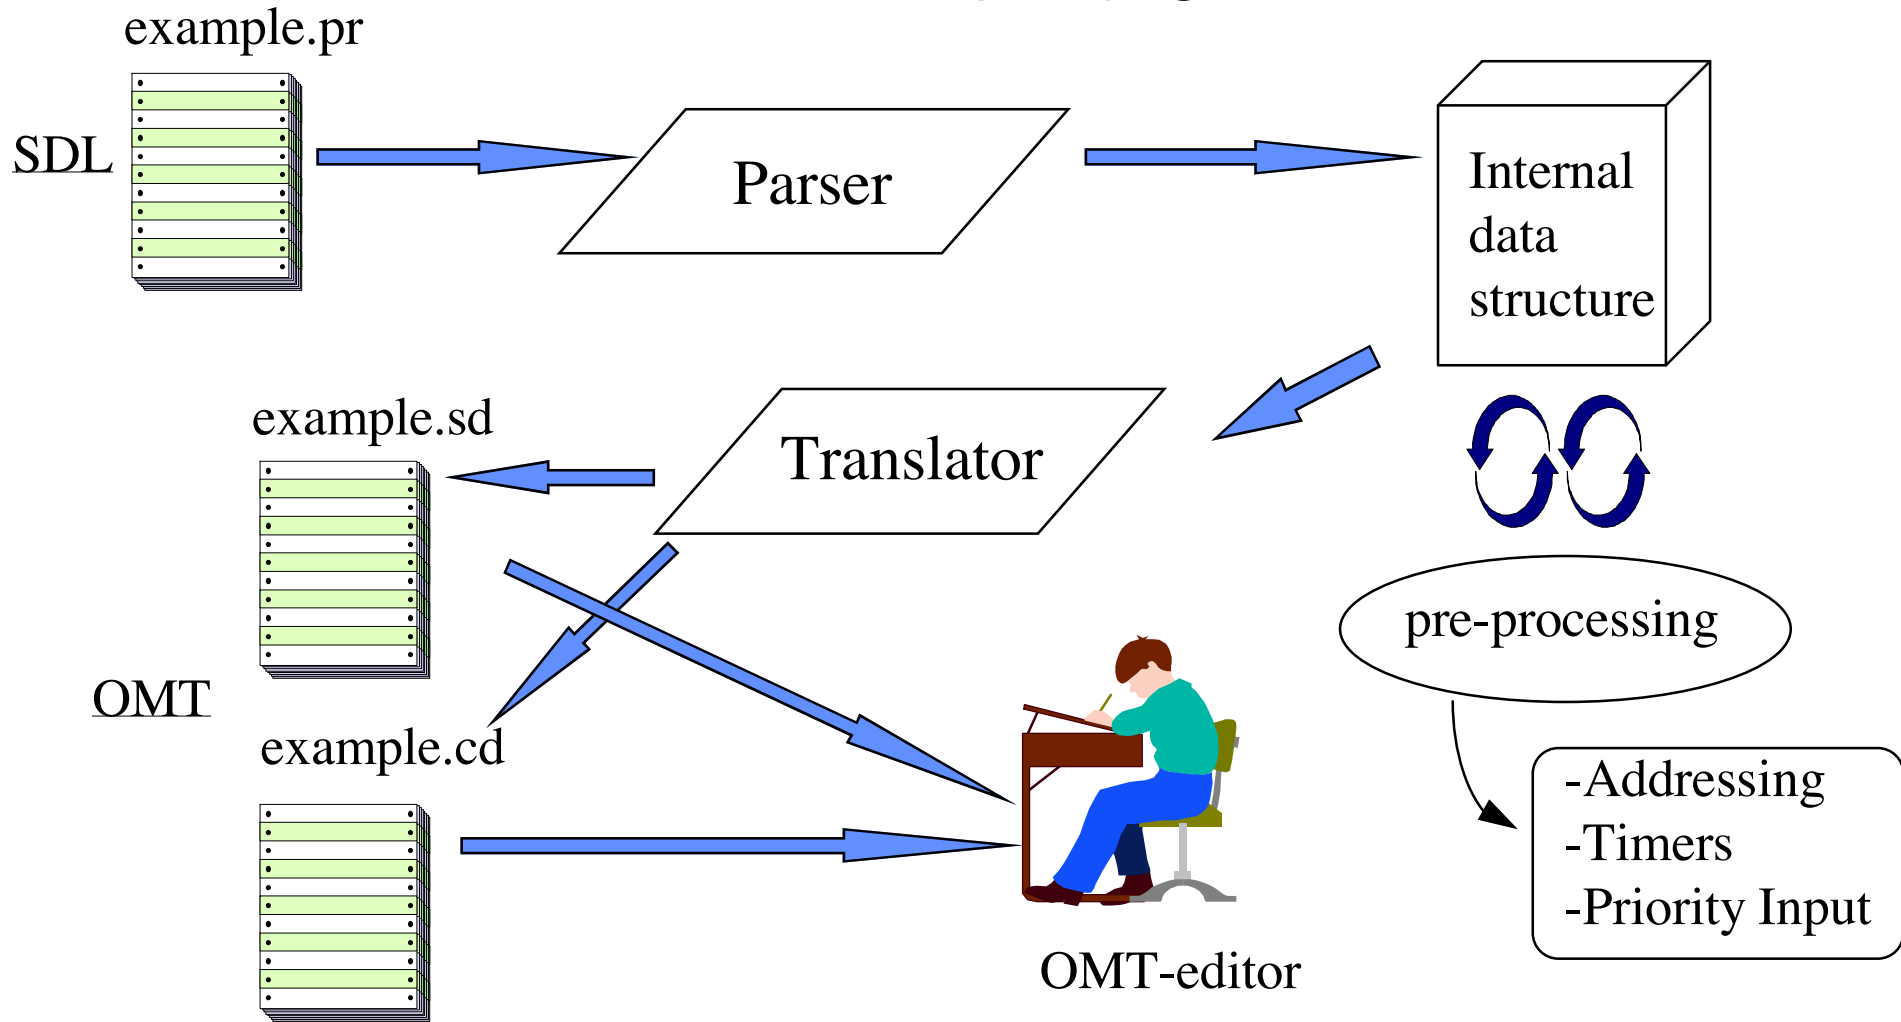 example.pr
SDL
Parser
Internal
data
structure
example.sd
Translator
pre-processing
OMT
example.cd
-Addressing
-Timers
-Priority Input
OMT-editor